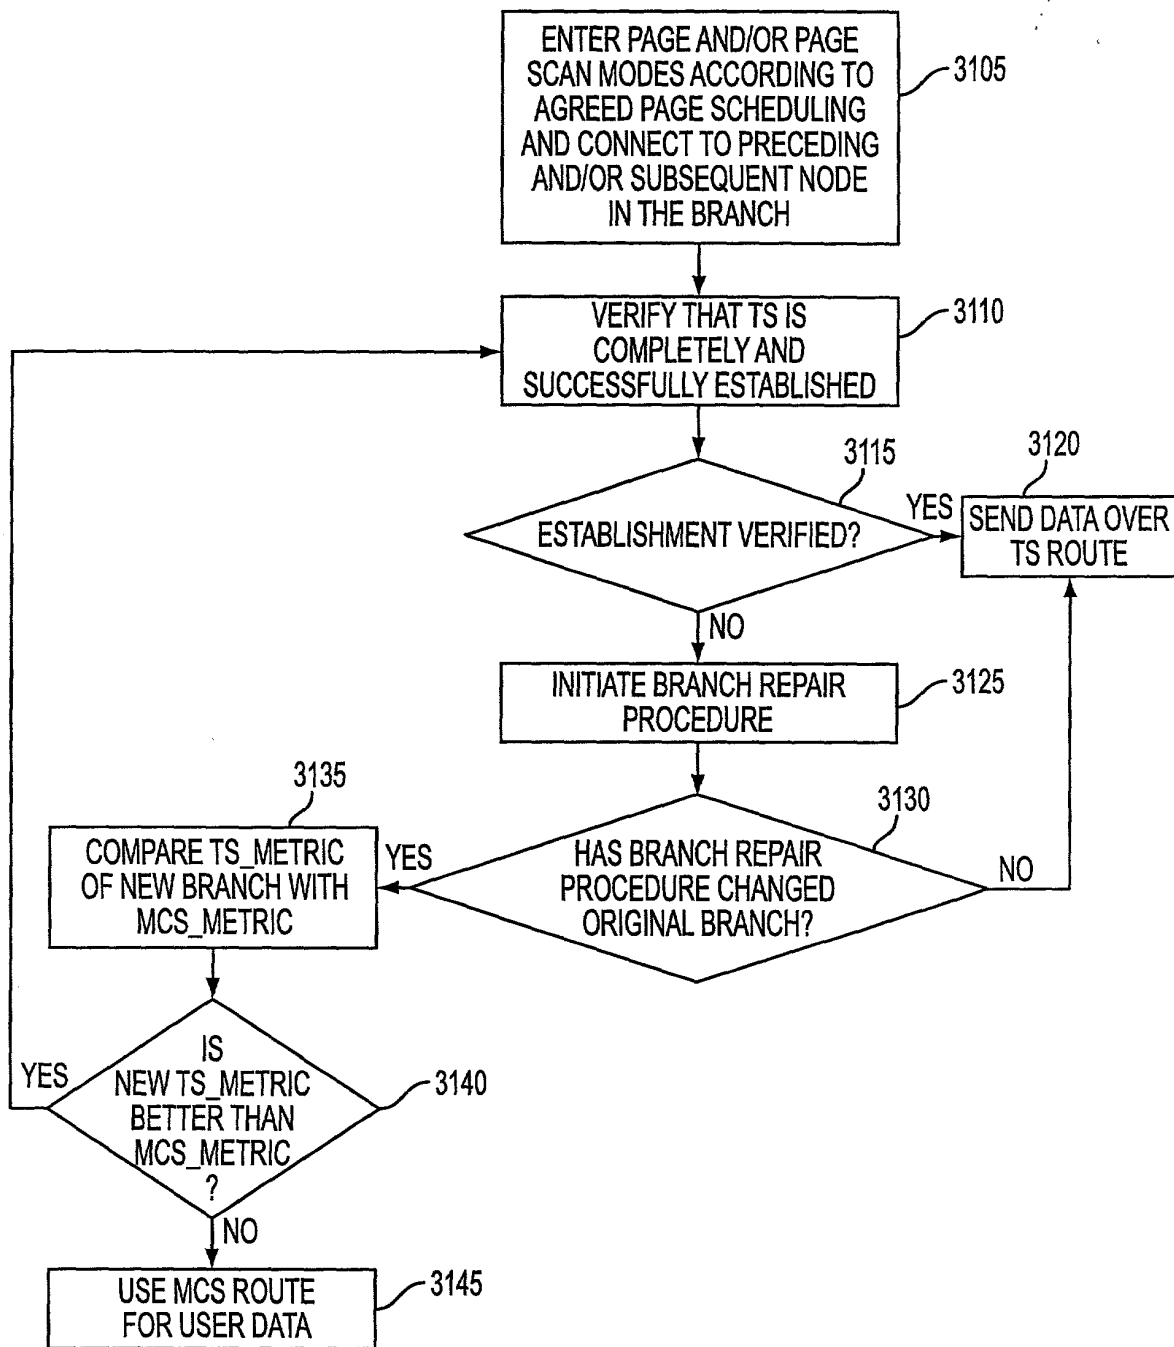 ENTER PAGE AND/OR PAGE
SCAN MODES ACCORDING TO
AGREED PAGE SCHEDULING
AND CONNECT TO PRECEDING
AND/OR SUBSEQUENT NODE
IN THE BRANCH
3105
VERIFY THAT TS IS
COMPLETELY AND
SUCCESSFULLY ESTABLISHED
3110
ESTABLISHMENT VERIFIED?
3115
YES
3120
SEND DATA OVER
TS ROUTE
NO
INITIATE BRANCH REPAIR
PROCEDURE
3125
HAS BRANCH REPAIR
PROCEDURE CHANGED
ORIGINAL BRANCH?
3130
NO
YES
3135
COMPARE TS_METRIC
OF NEW BRANCH WITH
MCS_METRIC
IS
NEW TS_METRIC
BETTER THAN
MCS_METRIC
?
3140
YES
NO
USE MCS ROUTE
FOR USER DATA
3145